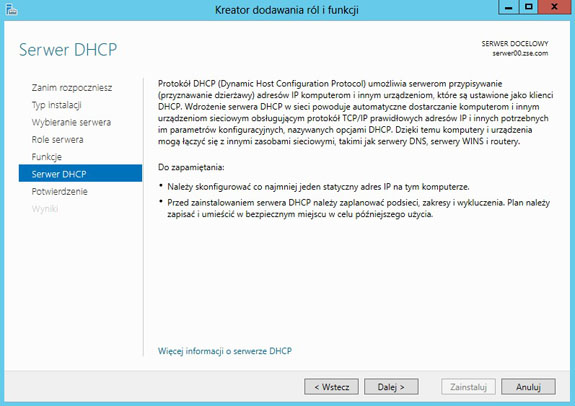 Kreator dodawania ról i funkcji
Serwer DHCP
SERWER DOCELOWY
serwer00.zse.com
Zanim rozpoczniesz
Typ instalacji
Wybieranie serwera
Role serwera
Funkcje
Serwer DHCP
Potwierdzenie
Wyniki
Protokół DHCP (Dynamic Host Configuration Protocol) umożliwia serwerom przypisywanie
(przyznawanie dzierżawy) adresów IP komputerom i innym urządzeniom, które są ustawione jako klienci
DHCP. Wdrożenie serwera DHCP w sieci powoduje automatyczne dostarczanie komputerom i innym
urządzeniom sieciowym obsługującym protokół TCP/IP prawidłowych adresów IP i innych potrzebnych
im parametrów konfiguracyjnych, nazywanych opcjami DHCP. Dzięki temu komputery i urządzenia
mogą łączyć się z innymi zasobami sieciowymi, takimi jak serwery DNS, serwery WINS i routery.
Do zapamiętania:
• Należy skonfigurować co najmniej jeden statyczny adres IP na tym komputerze.
• Przed zainstalowaniem serwera DHCP należy zaplanować podsieci, zakresy i wykluczenia. Plan należy
zapisać i umieścić w bezpiecznym miejscu w celu późniejszego użycia.
Więcej informacji o serwerze DHCP
< Wstecz
Dalej >
Zainstaluj
Anuluj